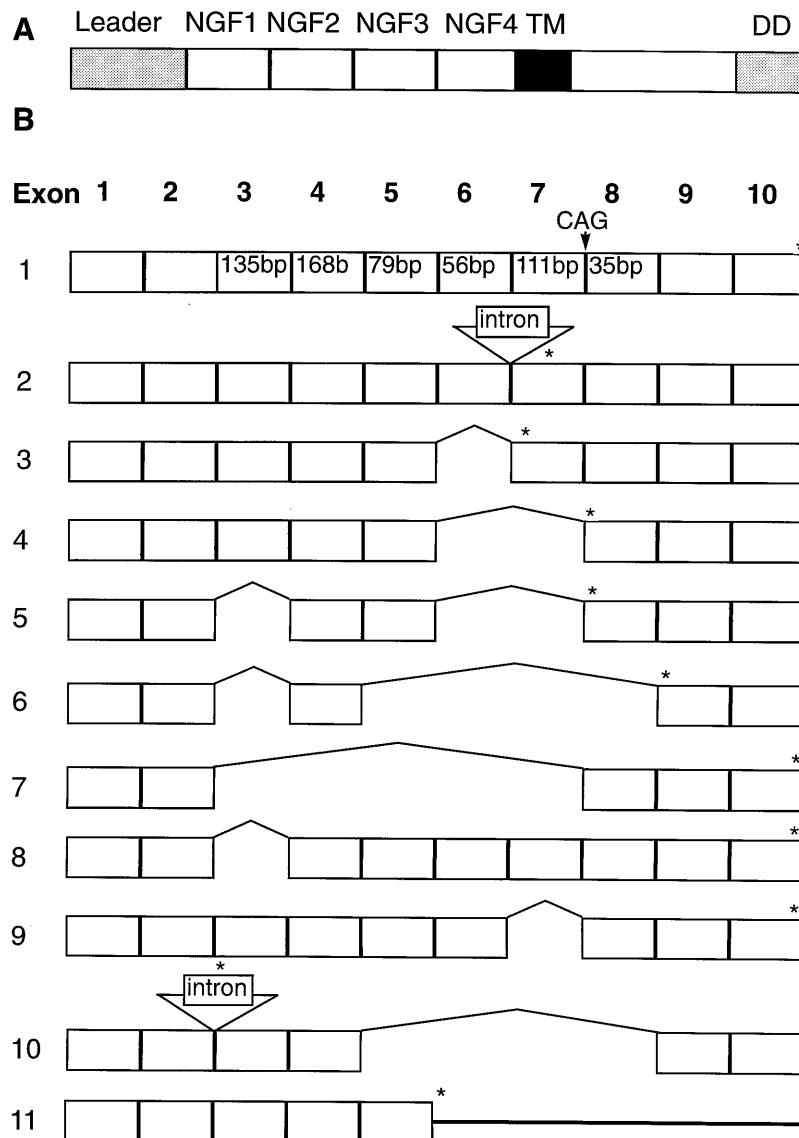 A
Leader NGF1 NGF2 NGF3 NGF4 TM DD
B
Exon 1 2 3 4 5 6 7 8 9 10
CAG
*
1 135bp 168b 79bp 56bp 111bp 35bp
intron
*
2
*
3
*
4
*
5
*
6
*
7
*
8
*
9
*
intron
10
*
11